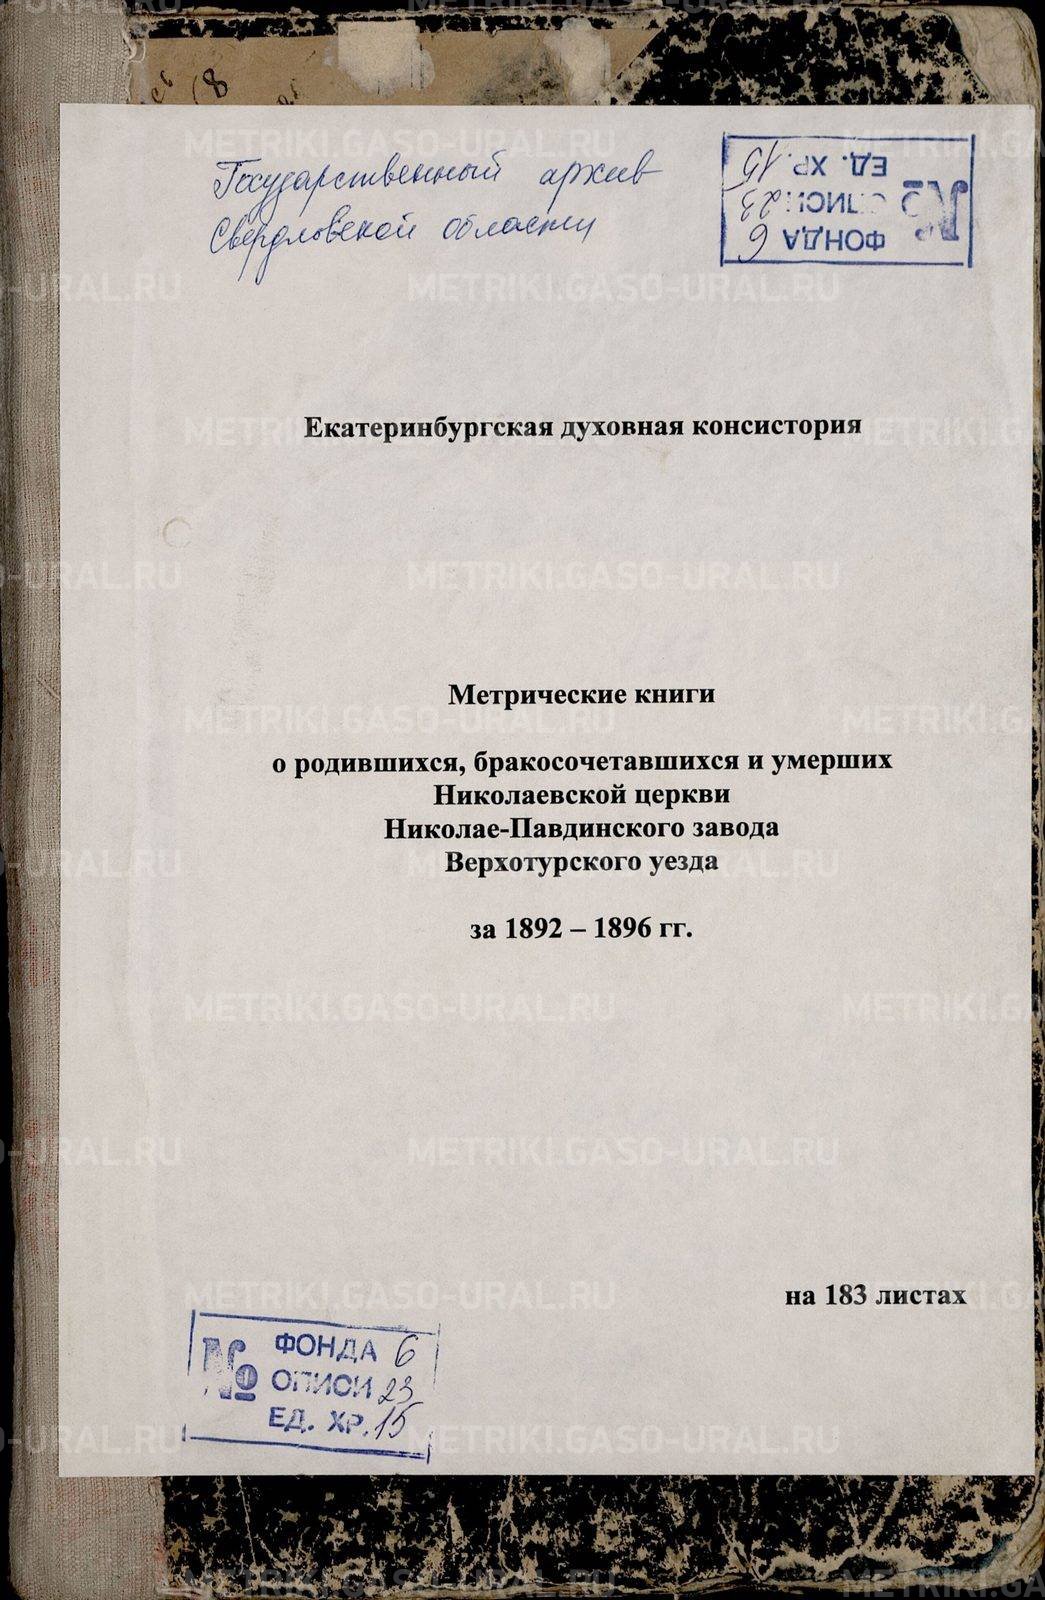 Государственный архив
Свердловской области
№
ФОНДА 6
ОПИСИ 23
ЕД. ХР. 15
Екатеринбургская духовная консистория
Метрические книги
о родившихся, бракосочетавшихся и умерших
Николаевской церкви
Николае-Павдинского завода
Верхотурского уезда
за 1892 – 1896 гг.
на 183 листах
№
ФОНДА 6
ОПИСИ 23
ЕД. ХР. 15
METRIKI.GASO-URAL.RU